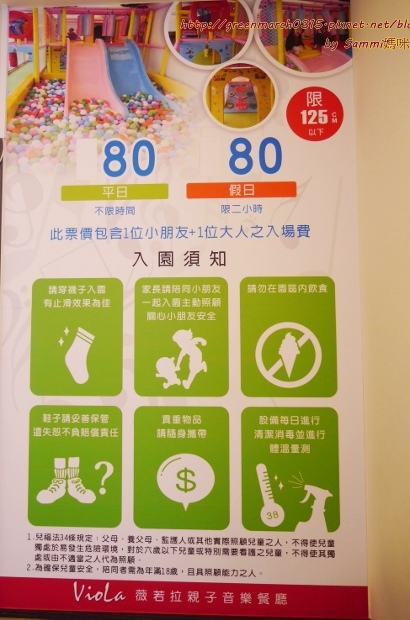 http://greenmarch0315.pixnet.net/blo
by Sammi媽咪
限
125CM
以下
80 80
平日 假日
不限時間 限二小時
此票價包含1位小朋友+1位大人之入場費
入園須知
請穿襪子入園
有止滑效果為佳
家長請陪同小朋友
一起入園主動照顧
關心小朋友安全
請勿在園區內飲食
鞋子請妥善保管
遺失恕不負賠償責任
貴重物品
請隨身攜帶
$
設備每日進行
清潔消毒並進行
體溫量測
?
38
1.兒福法34條規定：父母、養父母、監護人或其他實際照顧兒童之人，不得使兒童
獨處於易發生危險環境，對於六歲以下兒童或特別需要看護之兒童，不得使其獨
處或由不適當之人代為照顧。
2.為確保兒童安全，陪同者需為年滿18歲，且具照顧能力之人。
Viola 薇若拉親子音樂餐廳